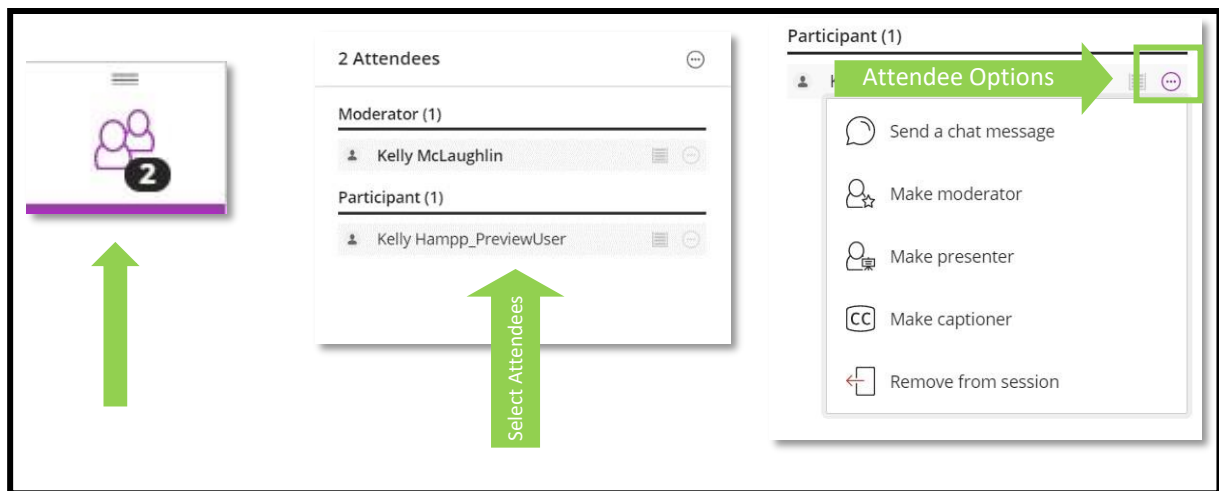 2
2 Attendees
Moderator (1)
Kelly McLaughlin
Participant (1)
Kelly Hampp_PreviewUser
Select Attendees
Participant (1)
Attendee Options
Send a chat message
Make moderator
Make presenter
CC Make captioner
Remove from session